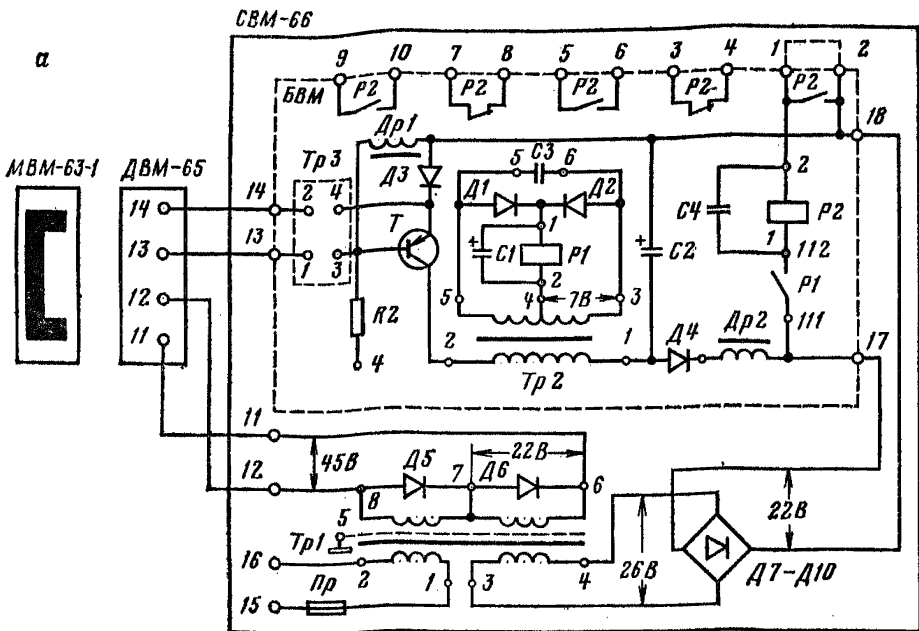 СВМ-66
а
9 10 7 8 5 6 3 4 1 2
БВМ Р2 Р2 Р2 Р2 Р2
18
Др1
МВМ-63-1 ДВМ-65
Тр3
5 С3 6
Д3
2
14 14 2 4 Д1 Д2
С4 Р2
Т 1
13 13 1 3
+ С1 Р1
+ С2
1 112
2
12
5 4 7В 3
Р1
R2
11
Д4 Др2 111 17
4
2 1
Тр2
11
22В
45В
Д5 7 Д6
12 8 6
22В
5
Тр1
16 2 1 3 4 26В Д7-Д10
Пр
15